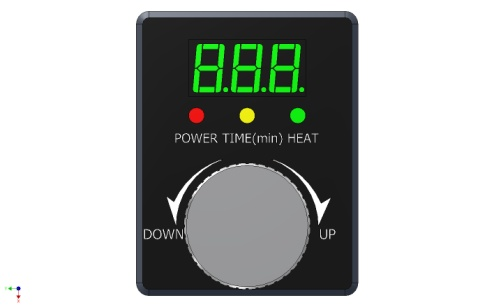 8.8.8.
POWER TIME(min) HEAT
DOWN UP